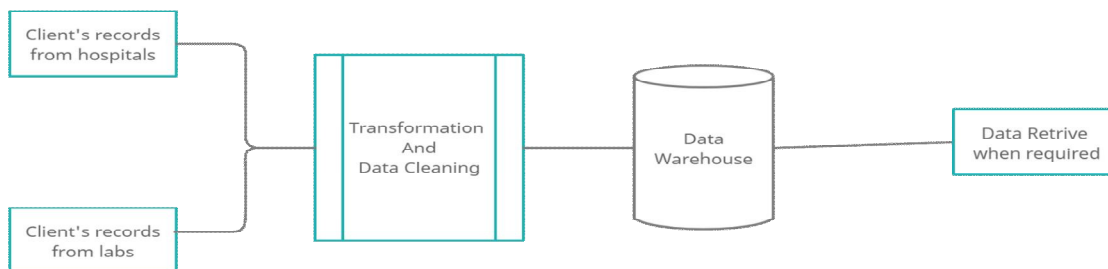 Client's records
from hospitals
Transformation
And
Data Cleaning
Data
Warehouse
Data Retrive
when required
Client's records
from labs